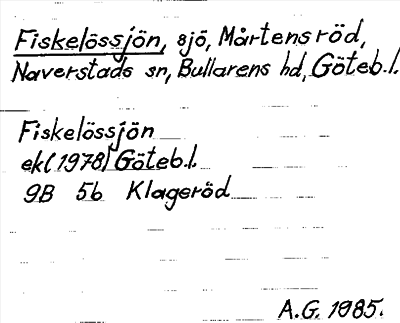 Fiskelössjön, sjö, Mårtensröd,
Naverstads sn, Bullarens hd, Göteb.l.
Fiskelössjön
ek(1978) Göteb.l.
9B 5b Klageröd
A.G. 1985.